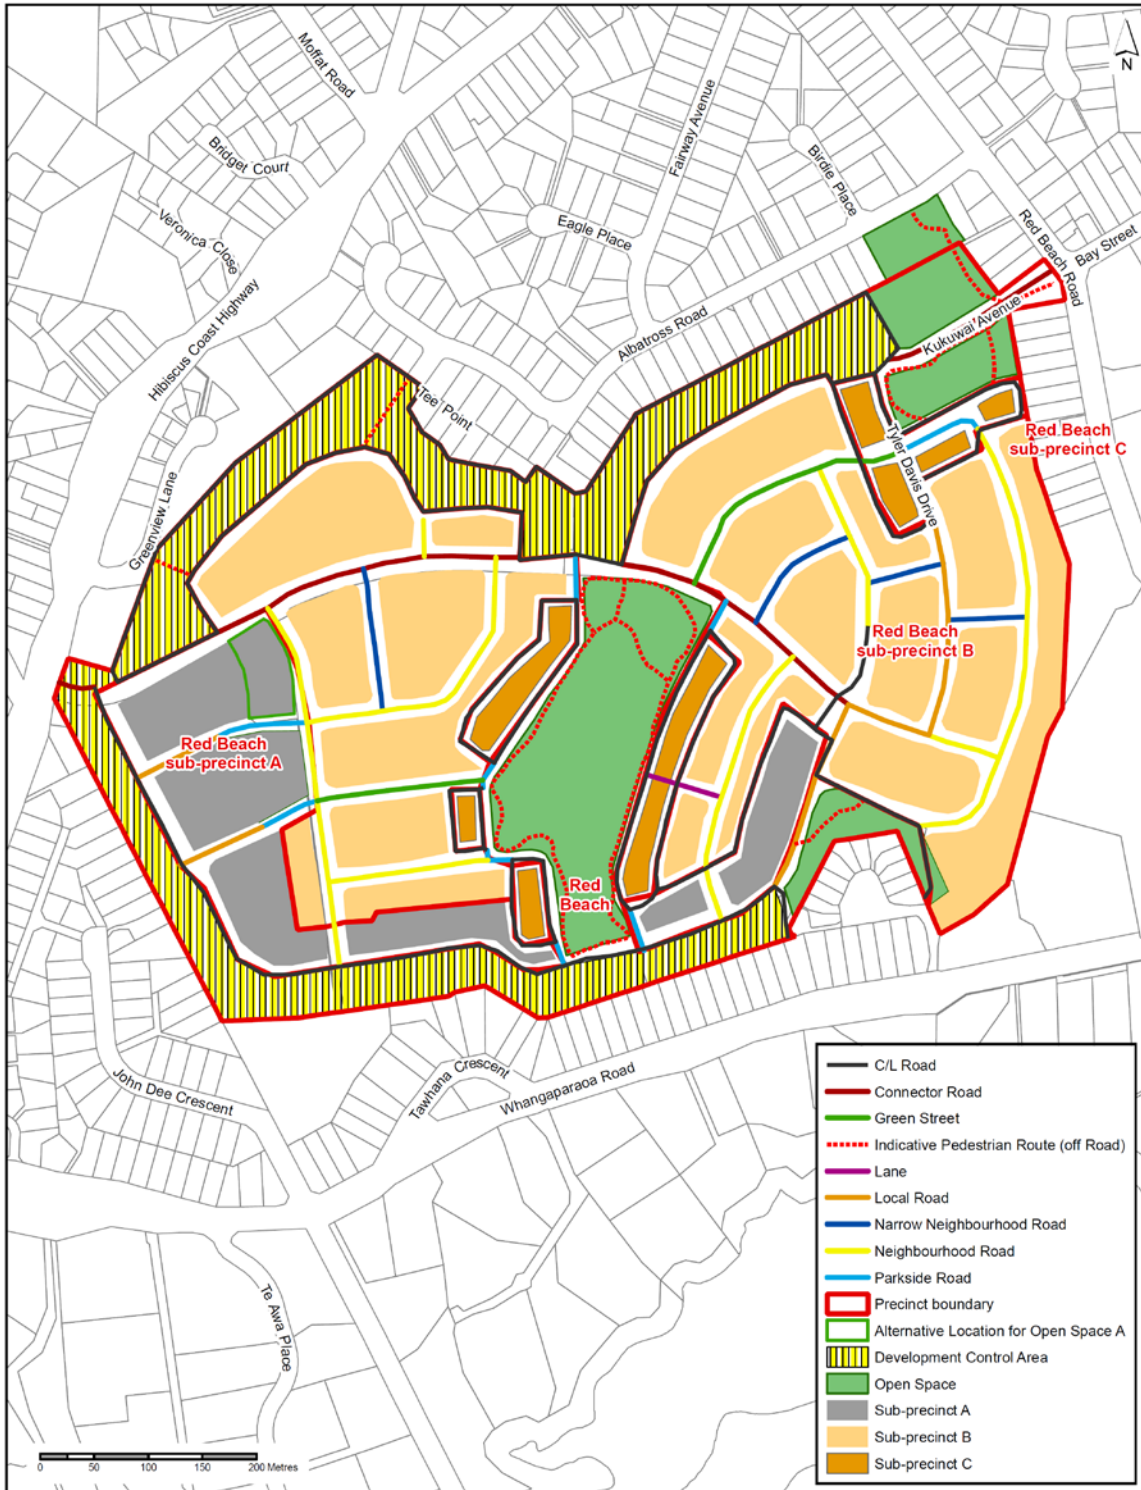 Moffat Road
Bridget Court
Veronica Close
Hibiscus Coast Highway
Greenview Lane
Tee Point
Eagle Place
Fairway Avenue
Birdie Place
Albatross Road
Red Beach Road
Bay Street
Kukuwai Avenue
Tyler Davis Drive
N
Red Beach
sub-precinct C
Red Beach
sub-precinct B
Red Beach
sub-precinct A
Red
Beach
John Dee Crescent
Tawhana Crescent
Whangaparaoa Road
Te Awa Place
C/L Road
Connector Road
Green Street
Indicative Pedestrian Route (off Road)
Lane
Local Road
Narrow Neighbourhood Road
Neighbourhood Road
Parkside Road
Precinct boundary
Alternative Location for Open Space A
Development Control Area
Open Space
Sub-precinct A
Sub-precinct B
Sub-precinct C
0 50 100 150 200 Metres